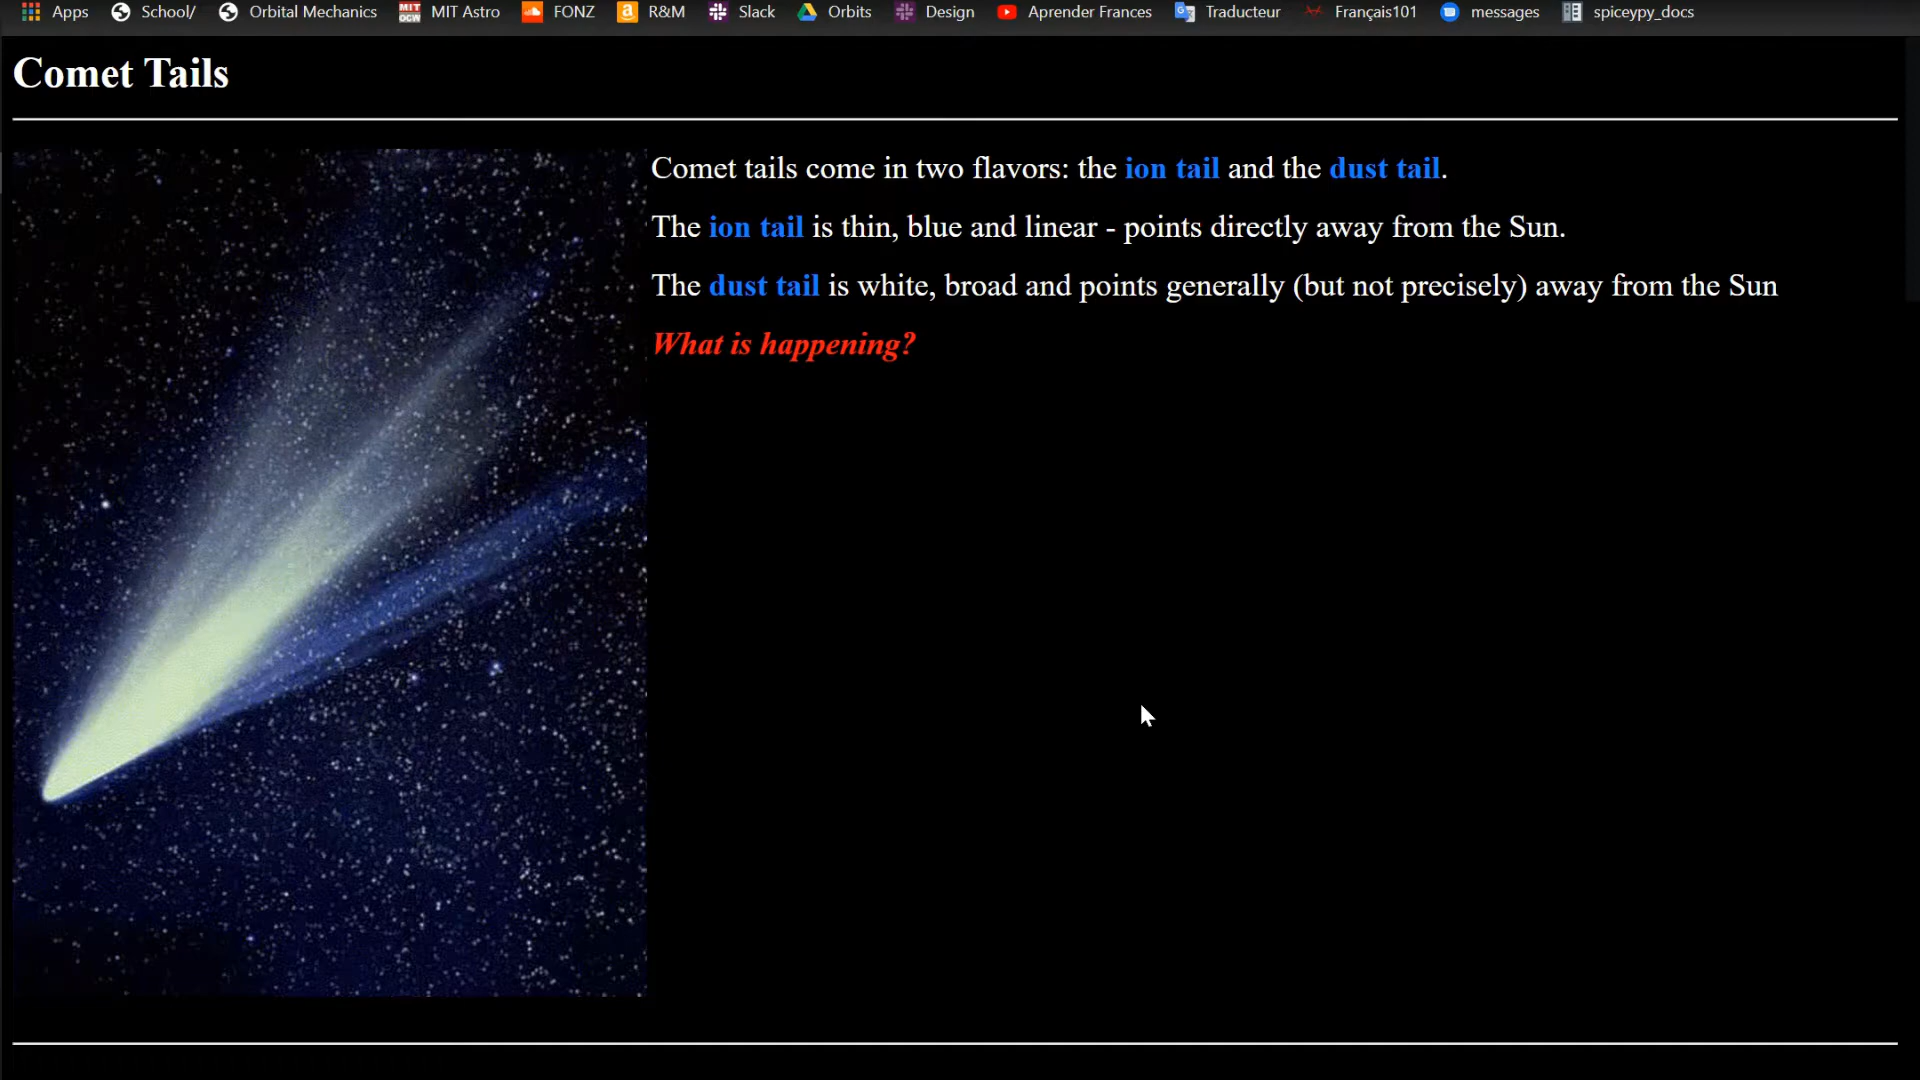 Apps School/ Orbital Mechanics MIT OCW MIT Astro FONZ R&M Slack Orbits Design Aprender Frances Traducteur Français101 messages spiceypy_docs
Comet Tails
Comet tails come in two flavors: the ion tail and the dust tail.
The ion tail is thin, blue and linear - points directly away from the Sun.
The dust tail is white, broad and points generally (but not precisely) away from the Sun
What is happening?